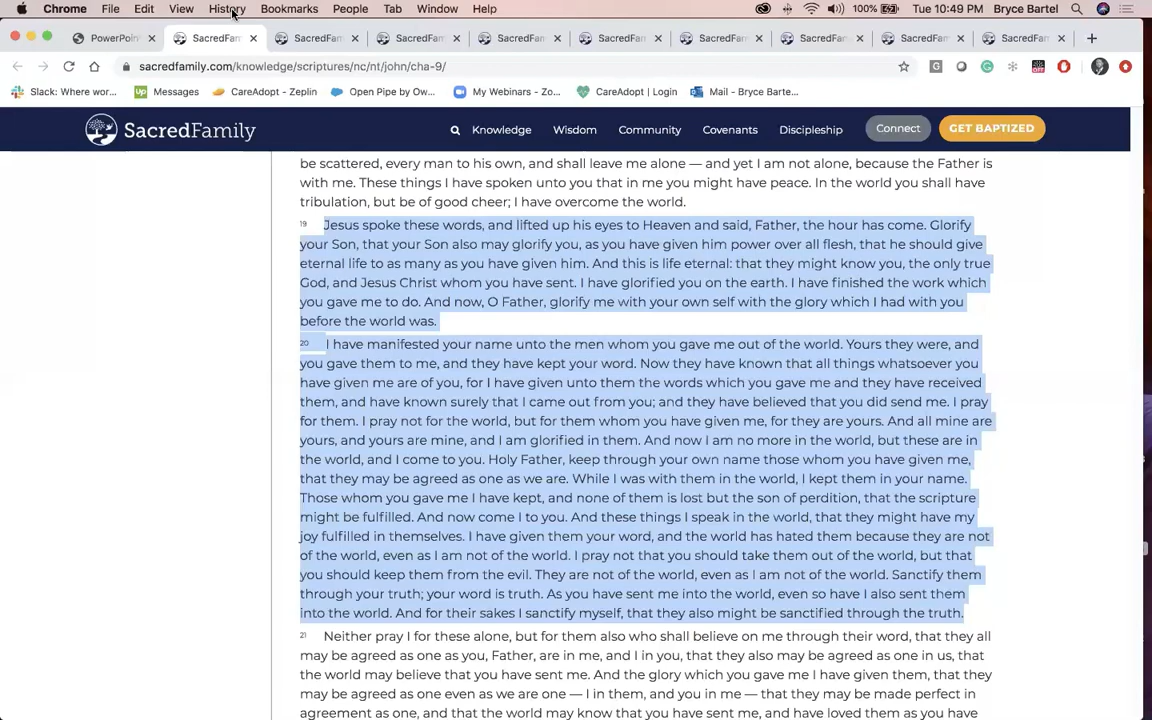 Chrome File Edit View History Bookmarks People Tab Window Help 100% Tue 10:49 PM Bryce Bartel
PowerPoin SacredFam SacredFam SacredFam SacredFam SacredFam SacredFam SacredFam SacredFam SacredFam
sacredfamily.com/knowledge/scriptures/nc/nt/john/cha-9/
Slack: Where wor... Up Messages CareAdopt – Zeplin Open Pipe by Ow... My Webinars - Zo... CareAdopt | Login Mail – Bryce Barte...
SacredFamily Knowledge Wisdom Community Covenants Discipleship Connect GET BAPTIZED
be scattered, every man to his own, and shall leave me alone — and yet I am not alone, because the Father is
with me. These things I have spoken unto you that in me you might have peace. In the world you shall have
tribulation, but be of good cheer; I have overcome the world.
19 Jesus spoke these words, and lifted up his eyes to Heaven and said, Father, the hour has come. Glorify
your Son, that your Son also may glorify you, as you have given him power over all flesh, that he should give
eternal life to as many as you have given him. And this is life eternal: that they might know you, the only true
God, and Jesus Christ whom you have sent. I have glorified you on the earth. I have finished the work which
you gave me to do. And now, O Father, glorify me with your own self with the glory which I had with you
before the world was.
20 I have manifested your name unto the men whom you gave me out of the world. Yours they were, and
you gave them to me, and they have kept your word. Now they have known that all things whatsoever you
have given me are of you, for I have given unto them the words which you gave me and they have received
them, and have known surely that I came out from you; and they have believed that you did send me. I pray
for them. I pray not for the world, but for them whom you have given me, for they are yours. And all mine are
yours, and yours are mine, and I am glorified in them. And now I am no more in the world, but these are in
the world, and I come to you. Holy Father, keep through your own name those whom you have given me,
that they may be agreed as one as we are. While I was with them in the world, I kept them in your name.
Those whom you gave me I have kept, and none of them is lost but the son of perdition, that the scripture
might be fulfilled. And now come I to you. And these things I speak in the world, that they might have my
joy fulfilled in themselves. I have given them your word, and the world has hated them because they are not
of the world, even as I am not of the world. I pray not that you should take them out of the world, but that
you should keep them from the evil. They are not of the world, even as I am not of the world. Sanctify them
through your truth; your word is truth. As you have sent me into the world, even so have I also sent them
into the world. And for their sakes I sanctify myself, that they also might be sanctified through the truth.
21 Neither pray I for these alone, but for them also who shall believe on me through their word, that they all
may be agreed as one as you, Father, are in me, and I in you, that they also may be agreed as one in us, that
the world may believe that you have sent me. And the glory which you gave me I have given them, that they
may be agreed as one even as we are one — I in them, and you in me — that they may be made perfect in
agreement as one, and that the world may know that you have sent me, and have loved them as you have